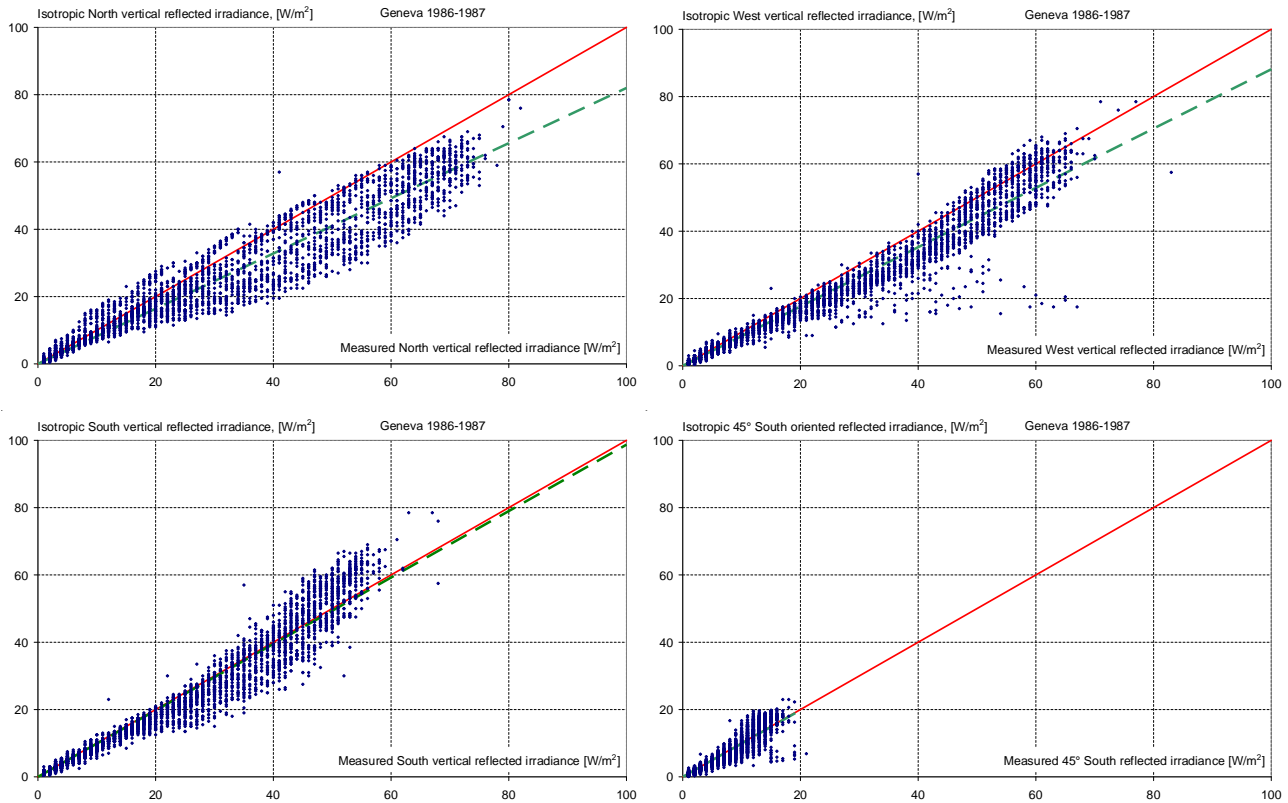 Isotropic North vertical reflected irradiance, [W/m²] Geneva 1986-1987
100
80
60
40
20
0
Measured North vertical reflected irradiance [W/m²]
0 20 40 60 80 100
Isotropic West vertical reflected irradiance, [W/m²] Geneva 1986-1987
100
80
60
40
20
0
Measured West vertical reflected irradiance [W/m²]
0 20 40 60 80 100
Isotropic South vertical reflected irradiance, [W/m²] Geneva 1986-1987
100
80
60
40
20
0
Measured South vertical reflected irradiance [W/m²]
0 20 40 60 80 100
Isotropic 45° South oriented reflected irradiance, [W/m²] Geneva 1986-1987
100
80
60
40
20
0
Measured 45° South reflected irradiance [W/m²]
0 20 40 60 80 100